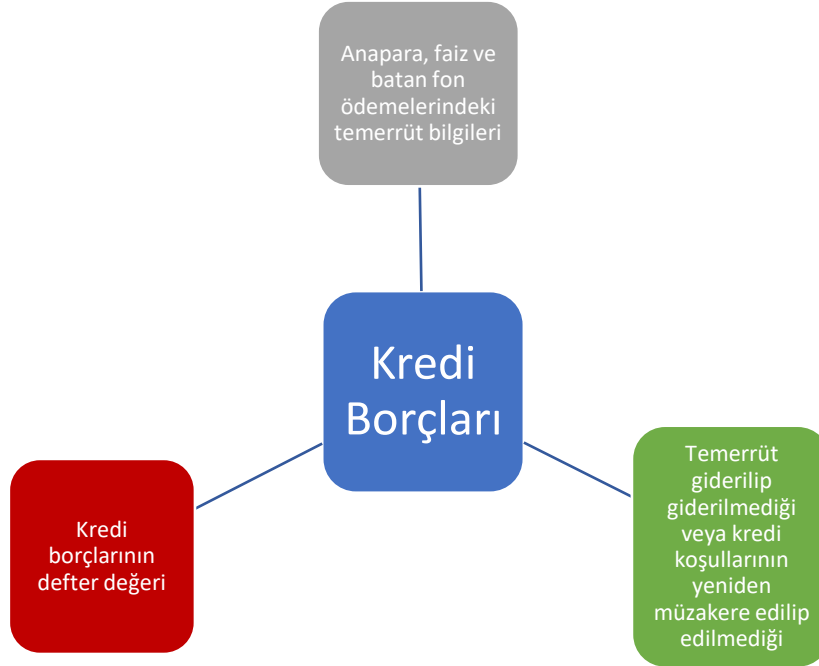 Anapara, faiz ve
batan fon
ödemelerindeki
temerrüt bilgileri
Kredi
Borçları
Kredi
borçlarının
defter değeri
Temerrüt
giderilip
giderilmediği
veya kredi
koşullarının
yeniden
müzakere edilip
edilmediği